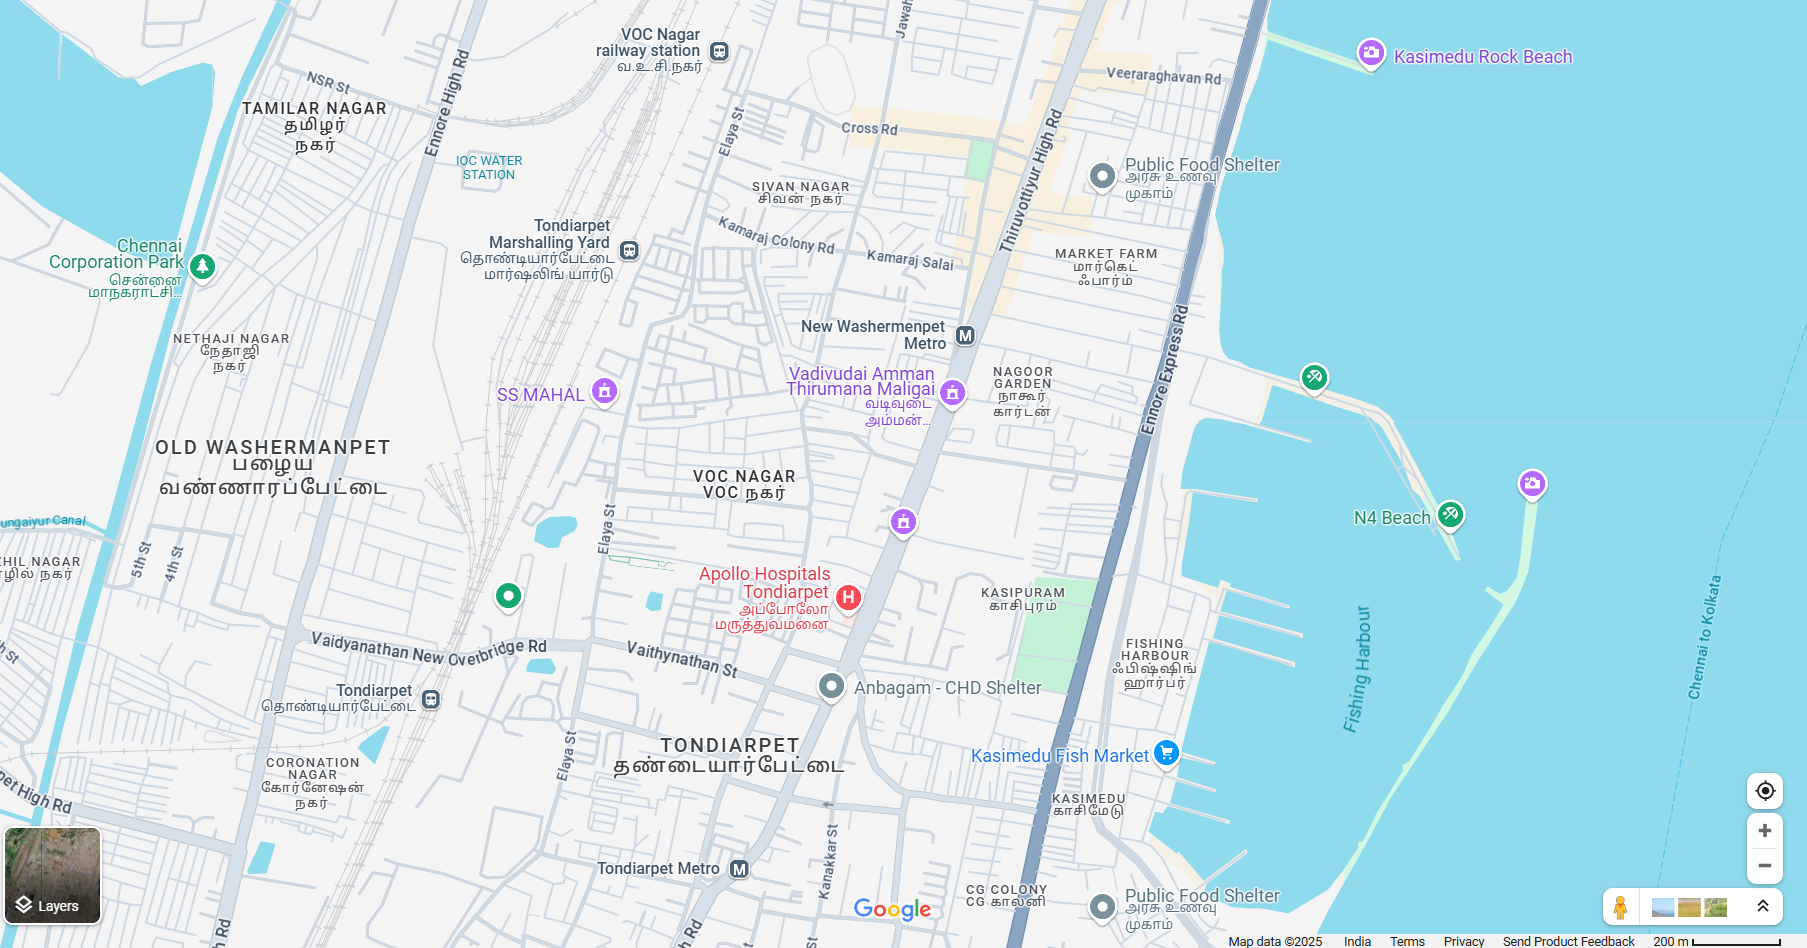 VOC Nagar
railway station
வ.உ.சி.நகர்
Kasimedu Rock Beach
NSR St
Ennore High Rd
Veeraraghavan Rd
TAMILAR NAGAR
தமிழர்
நகர்
Elaya St
Cross Rd
Thiruvottiyur High Rd
IOC WATER
STATION
Public Food Shelter
அரசு உணவு
முகாம்
SIVAN NAGAR
சிவன் நகர்
Tondiarpet
Marshalling Yard
தொண்டியார்பேட்டை
மார்ஷலிங் யார்டு
Kamaraj Colony Rd
Kamaraj Salai
Chennai
Corporation Park
சென்னை
மாநகராட்சி...
MARKET FARM
மார்கெட்
ஃபார்ம்
NETHAJI NAGAR
நேதாஜி
நகர்
New Washermenpet
Metro
Ennore Express Rd
SS MAHAL
Vadivudai Amman
Thirumana Maligai
வடிவுடை
அம்மன்...
NAGOOR
GARDEN
நாகூர்
கார்டன்
OLD WASHERMANPET
பழைய
வண்ணாரப்பேட்டை
VOC NAGAR
VOC நகர்
N4 Beach
ungaiyur Canal
Elaya St
5th St
4th St
ZHIL NAGAR
நகர்
Apollo Hospitals
Tondiarpet
அப்போலோ
மருத்துவமனை
KASIPURAM
காசிபுரம்
Chennai to Kolkata
Fishing Harbour
Vaidyanathan New Overbridge Rd
Vaithynathan St
FISHING
HARBOUR
ஃபிஷ்ஷிங்
ஹார்பர்
Tondiarpet
தொண்டியார்பேட்டை
Anbagam - CHD Shelter
TONDIARPET
தண்டையார்பேட்டை
Elaya St
Kasimedu Fish Market
CORONATION
NAGAR
கோர்னேஷன்
நகர்
KASIMEDU
காசிமேடு
pet High Rd
Kanakkar St
Tondiarpet Metro
CG COLONY
CG காலனி
Public Food Shelter
அரசு உணவு
முகாம்
Layers
Google
Map data ©2025 India Terms Privacy Send Product Feedback 200 m